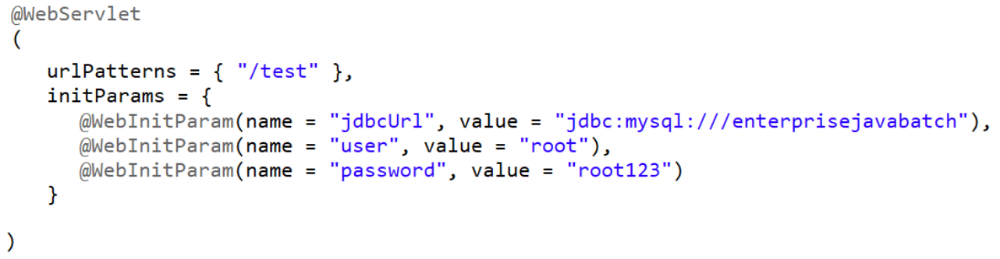 @WebServlet
(
urlPatterns = { "/test" },
initParams = {
@WebInitParam(name = "jdbcUrl", value = "jdbc:mysql:///enterprisejavabatch"),
@WebInitParam(name = "user", value = "root"),
@WebInitParam(name = "password", value = "root123")
}
)